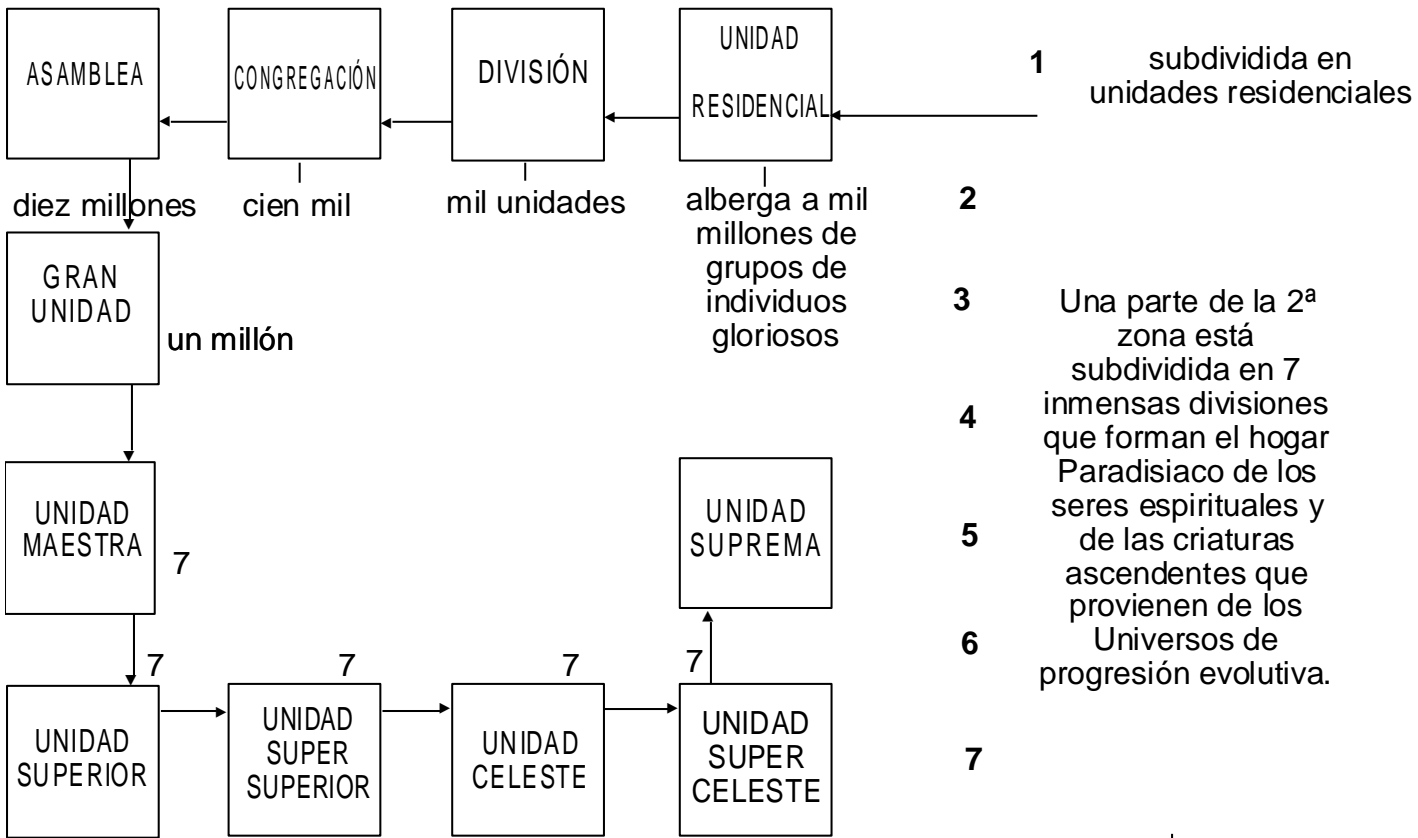 ASAMBLEA
CONGREGACIÓN
DIVISIÓN
UNIDAD
RESIDENCIAL
1
subdividida en
unidades residenciales
diez millones
cien mil
mil unidades
alberga a mil
millones de
grupos de
individuos
gloriosos
2
GRAN
UNIDAD
un millón
3
Una parte de la 2ª
zona está
subdividida en 7
inmensas divisiones
que forman el hogar
Paradisiaco de los
seres espirituales y
de las criaturas
ascendentes que
provienen de los
Universos de
progresión evolutiva.
4
UNIDAD
MAESTRA
7
UNIDAD
SUPREMA
5
6
7
7
7
7
UNIDAD
SUPERIOR
UNIDAD
SUPER
SUPERIOR
UNIDAD
CELESTE
UNIDAD
SUPER
CELESTE
7